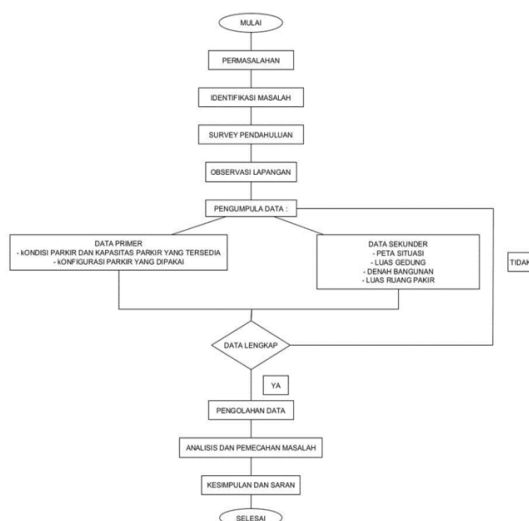 MULAI
PERMASALAHAN
IDENTIFIKASI MASALAH
SURVEY PENDAHULUAN
OBSERVASI LAPANGAN
PENGUMPULA DATA :
DATA PRIMER
- kONDISI PARKIR DAN KAPASITAS PARKIR YANG TERSEDIA
- kONFIGURASI PARKIR YANG DIPAKAI
DATA SEKUNDER
- PETA SITUASI
- LUAS GEDUNG
- DENAH BANGUNAN
- LUAS RUANG PAKIR
TIDAK
DATA LENGKAP
YA
PENGOLAHAN DATA
ANALISIS DAN PEMECAHAN MASALAH
KESIMPULAN DAN SARAN
SELESAI